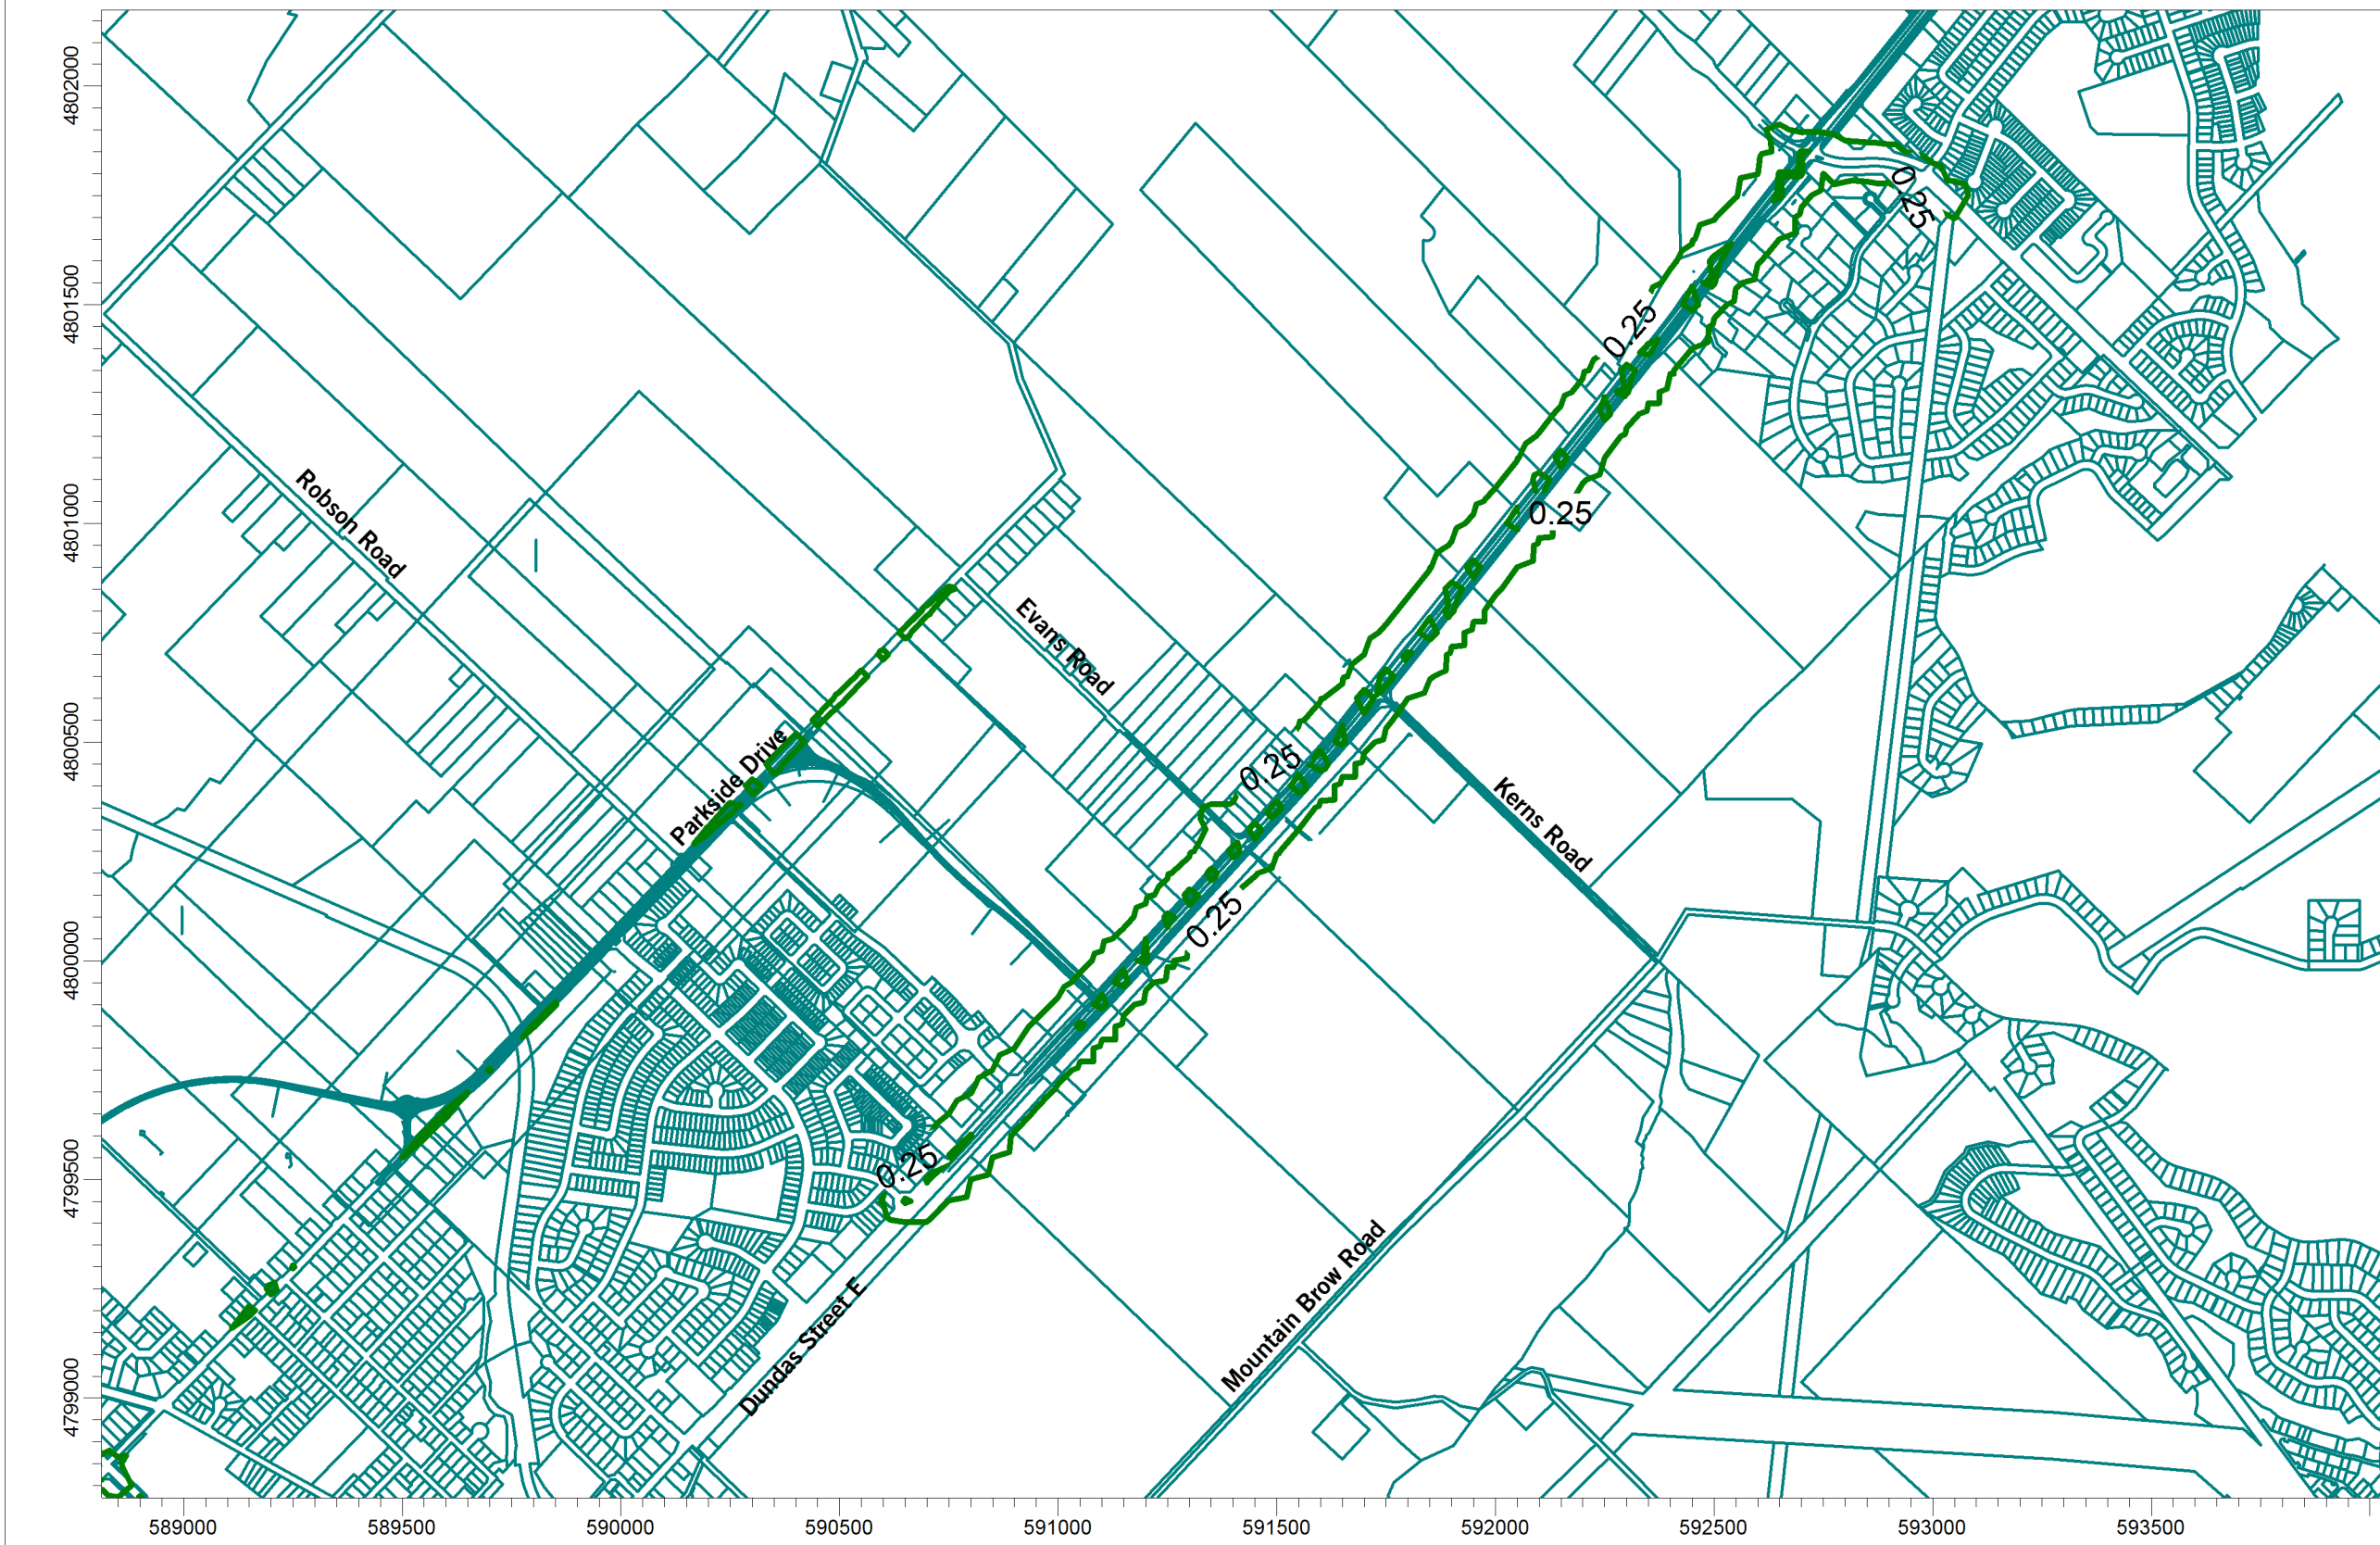 4802000
0.25
4801500
0.25
Robson Road
4801000
0.25
Evans Road
4800500
Parkside Drive
0.25
Kerns Road
0.25
4800000
4799500
0.25
Mountain Brow Road
Dundas Street E
4799000
589000 589500 590000 590500 591000 591500 592000 592500 593000 593500